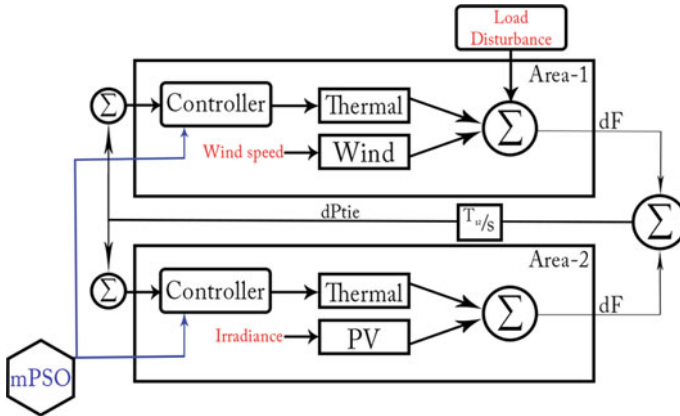 Load
Disturbance
Area-1
Σ
Controller
Thermal
Σ
dF
Wind speed
Wind
dPtie
/s
Σ
Area-2
Σ
Controller
Thermal
Σ
dF
Irradiance
PV
mPSO